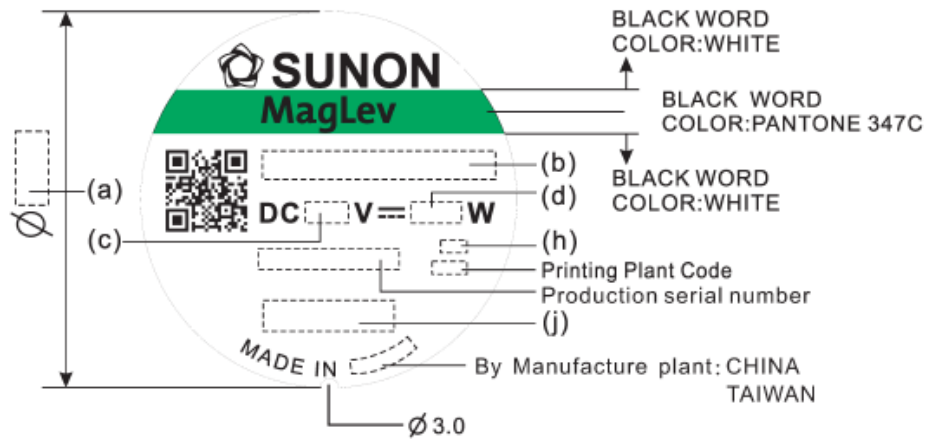 BLACK WORD
COLOR:WHITE
SUNON
MagLev
BLACK WORD
COLOR:PANTONE 347C
(b)
(a)
BLACK WORD
COLOR:WHITE
(d)
DC V W
Ø
(c)
(h)
Printing Plant Code
Production serial number
(j)
MADE IN
By Manufacture plant: CHINA
TAIWAN
Ø 3.0